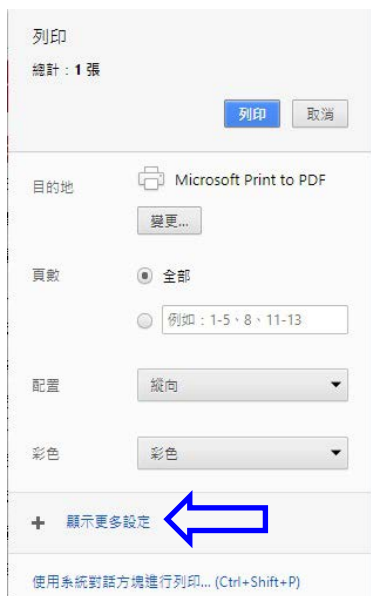 列印
總計：1 張
列印 取消
目的地 Microsoft Print to PDF
變更...
頁數 全部
例如：1-5、8、11-13
配置 縱向
彩色 彩色
+ 顯示更多設定
使用系統對話方塊進行列印... (Ctrl+Shift+P)